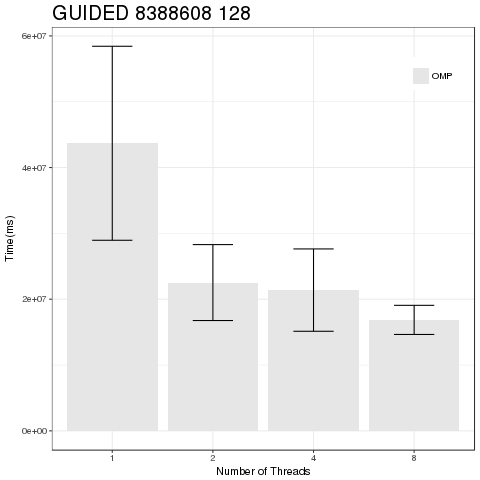 GUIDED 8388608 128
6e+07
4e+07
2e+07
0e+00
Time(ms)
OMP
1 2 4 8
Number of Threads